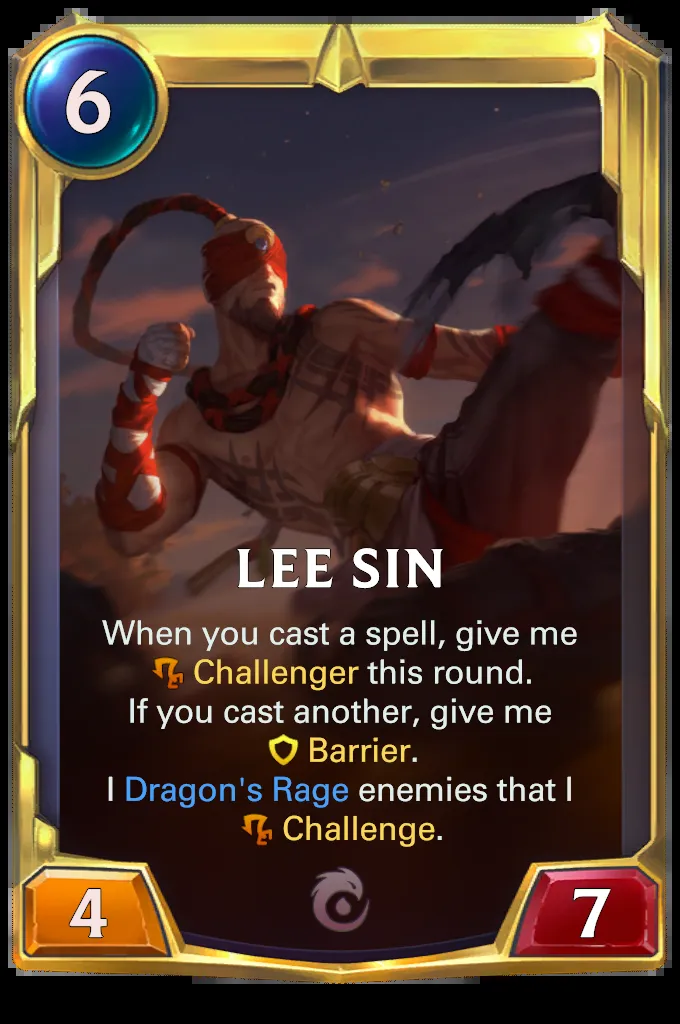 6
LEE SIN
When you cast a spell, give me
Challenger this round.
If you cast another, give me
Barrier.
I Dragon's Rage enemies that I
Challenge.
4
7